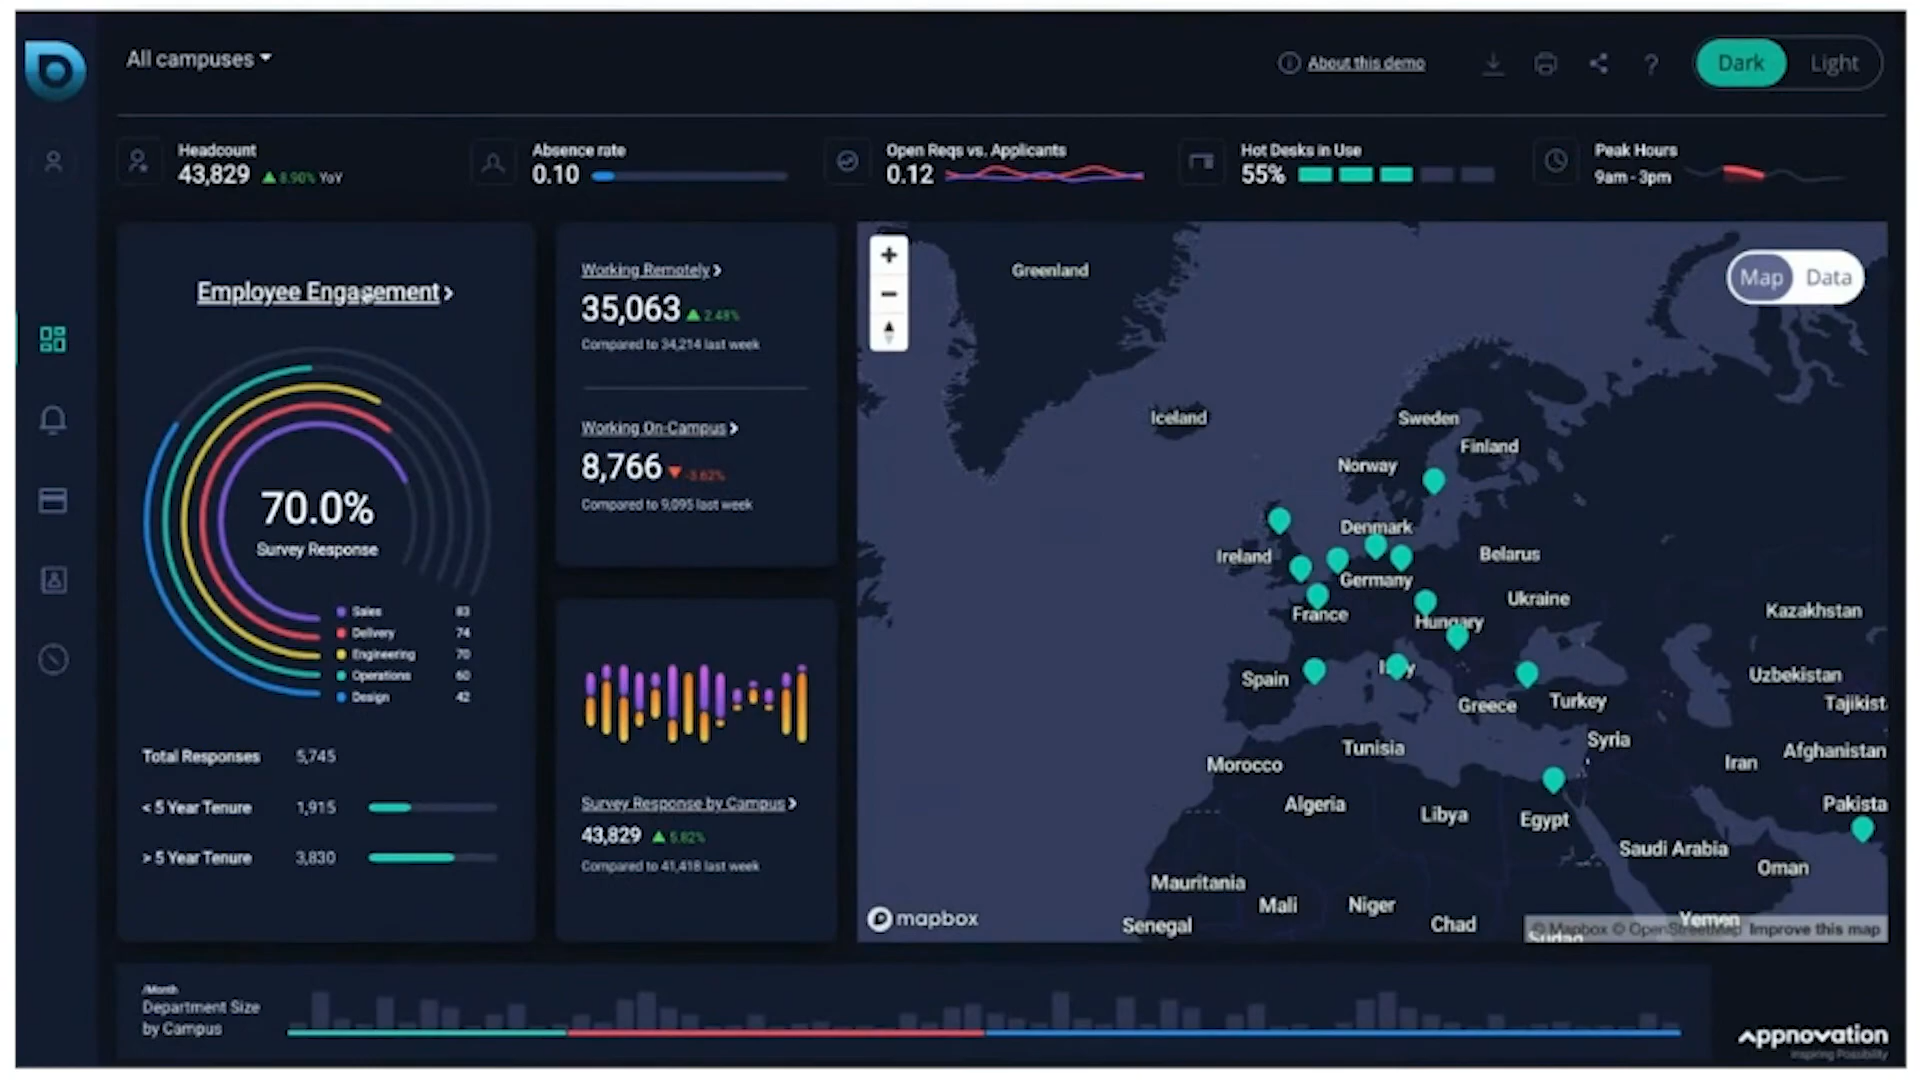 All campuses
About this demo
?
Dark
Light
Headcount
43,829 8.90% YoY
Absence rate
0.10
Open Reqs vs. Applicants
0.12
Hot Desks in Use
55%
Peak Hours
9am - 3pm
Employee Engagement
70.0%
Survey Response
Sales 83
Delivery 74
Engineering 70
Operations 60
Design 42
Total Responses 5,745
< 5 Year Tenure 1,915
> 5 Year Tenure 3,830
Working Remotely
35,063 2.48%
Compared to 34,214 last week
Working On-Campus
8,766 -3.62%
Compared to 9,095 last week
Survey Response by Campus
43,829 5.82%
Compared to 41,418 last week
Map
Data
Greenland
Iceland
Sweden
Finland
Norway
Denmark
Ireland
Belarus
Germany
Ukraine
France
Hungary
Kazakhstan
Spain
Italy
Uzbekistan
Greece
Turkey
Tajikist
Tunisia
Syria
Morocco
Iran
Afghanistan
Algeria
Libya
Egypt
Pakista
Saudi Arabia
Oman
Mauritania
Mali
Niger
Chad
Senegal
Yemen
Sudan
mapbox
© Mapbox © OpenStreetMap Improve this map
/Month
Department Size
by Campus
Appnovation
Inspiring Possibility